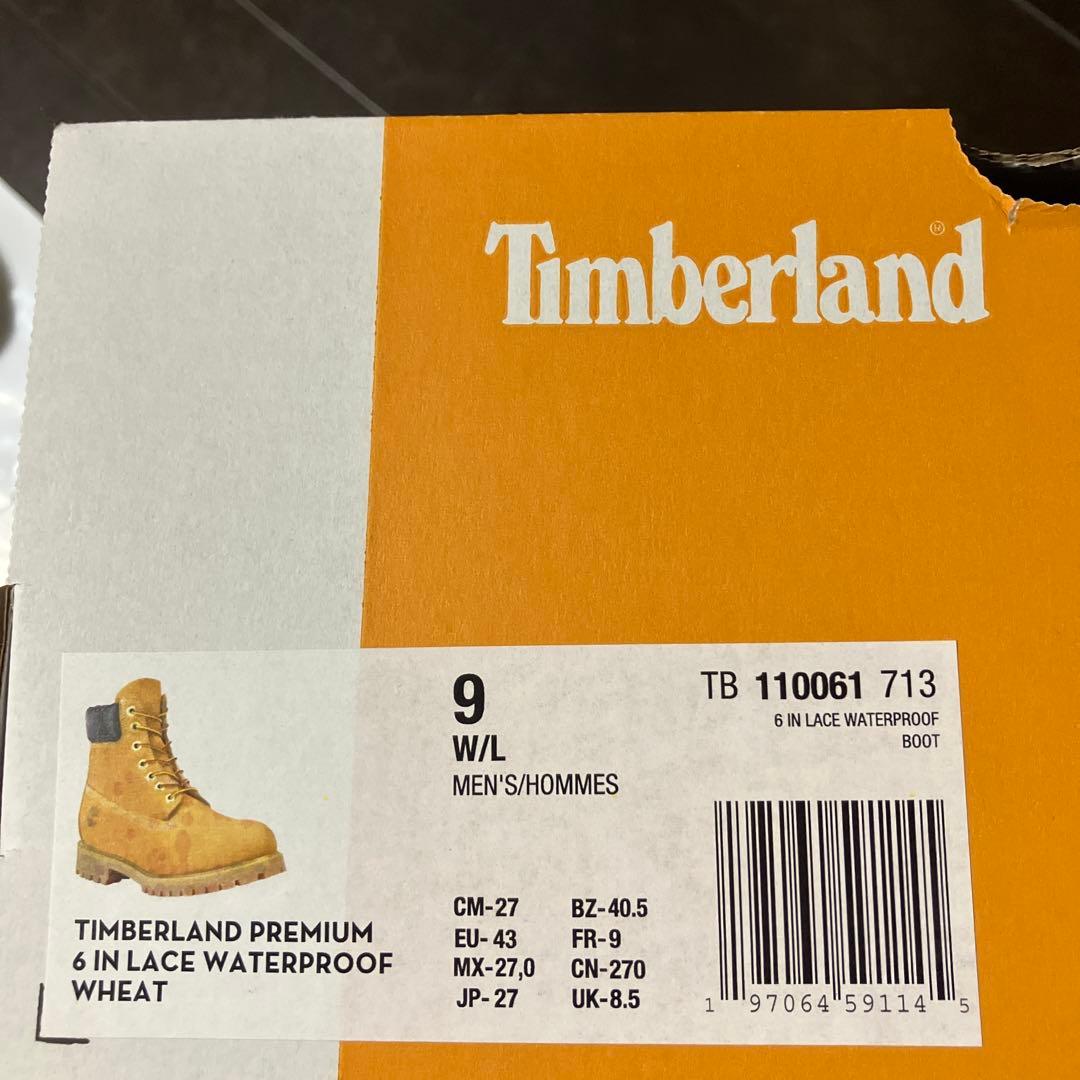 Timberland®
9
W/L
MEN'S/HOMMES
TB 110061 713
6 IN LACE WATERPROOF
BOOT
TIMBERLAND PREMIUM
6 IN LACE WATERPROOF
WHEAT
CM-27 BZ-40.5
EU-43 FR-9
MX-27,0 CN-270
JP-27 UK-8.5
1 97064 59114 5